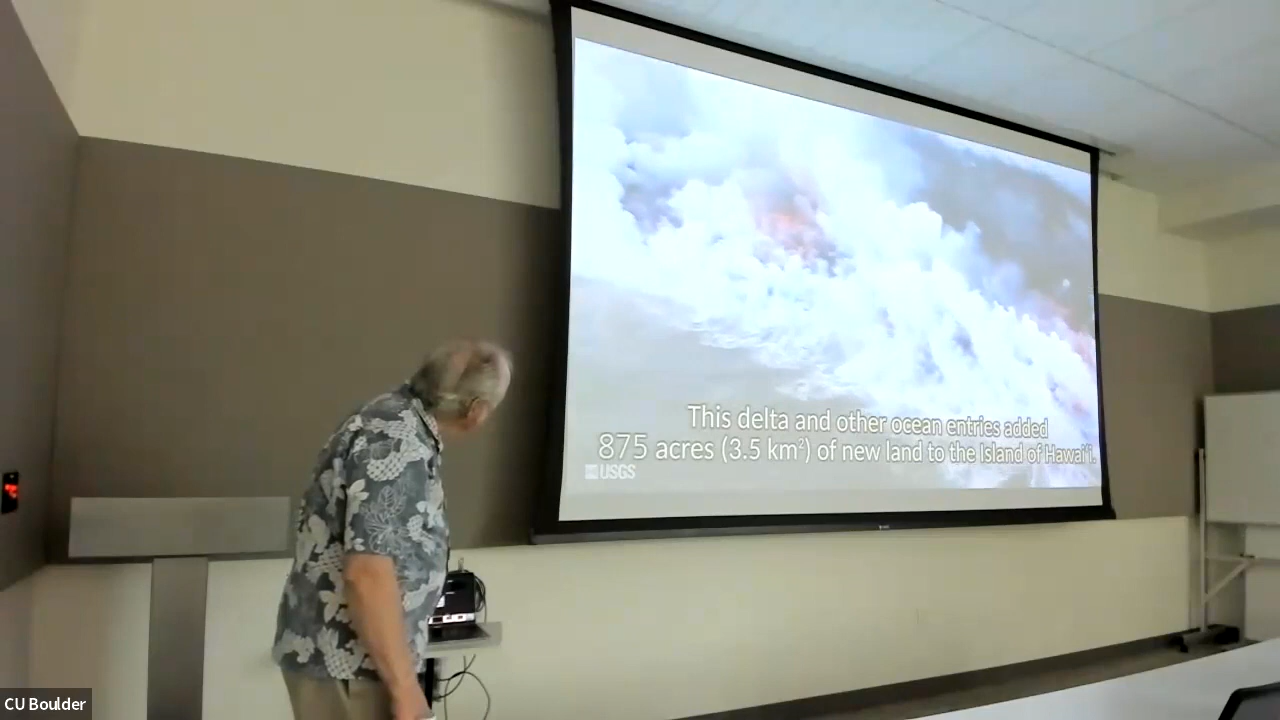 This delta and other ocean entries added
875 acres (3.5 km²) of new land to the Island of Hawai'i.
USGS
CU Boulder